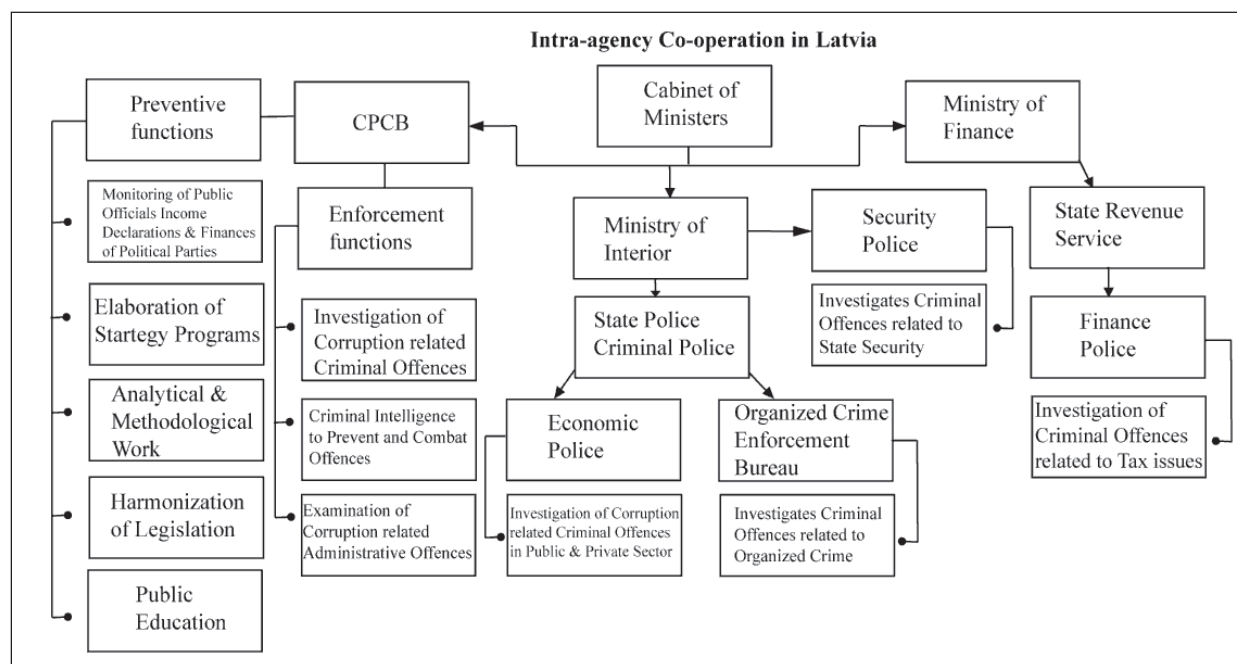 Intra-agency Co-operation in Latvia
Preventive
functions
CPCB
Cabinet of
Ministers
Ministry of
Finance
Monitoring of Public
Officials Income
Declarations & Finances
of Political Parties
Enforcement
functions
Ministry of
Interior
Security
Police
State Revenue
Service
Elaboration of
Startegy Programs
Investigation of
Corruption related
Criminal Offences
State Police
Criminal Police
Investigates Criminal
Offences related to
State Security
Finance
Police
Analytical &
Methodological
Work
Criminal Intelligence
to Prevent and Combat
Offences
Economic
Police
Organized Crime
Enforcement
Bureau
Investigation of
Criminal Offences
related to Tax issues
Harmonization
of Legislation
Examination of
Corruption related
Administrative Offences
Investigation of Corruption
related Criminal Offences
in Public & Private Sector
Investigates Criminal
Offences related to
Organized Crime
Public
Education